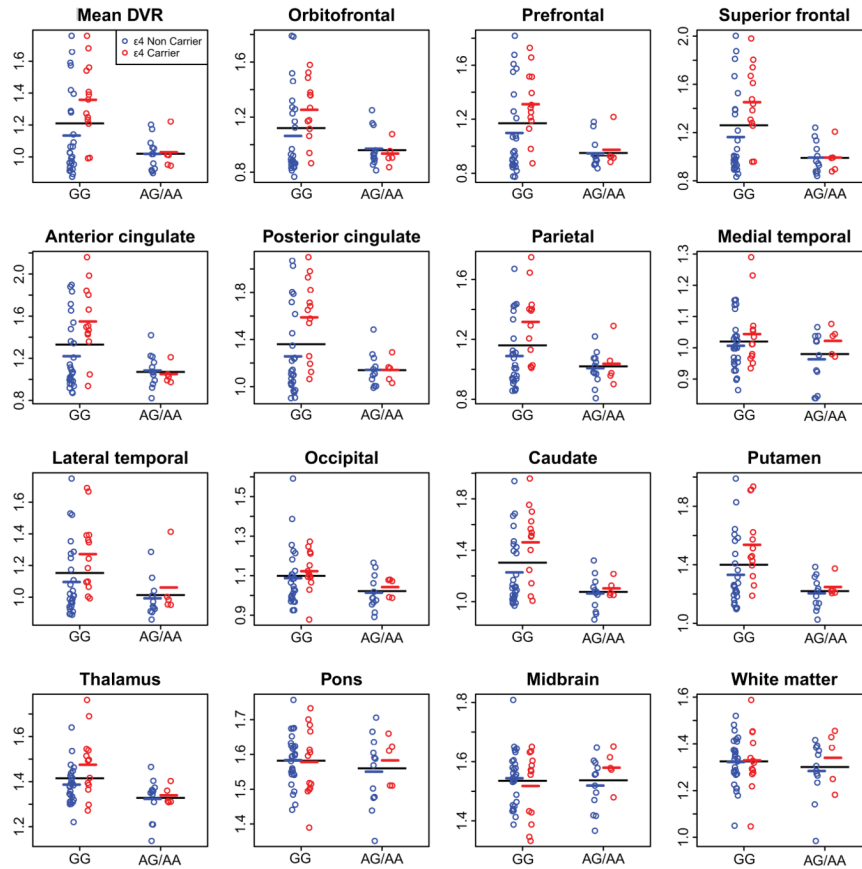 Mean DVR
1.0 1.2 1.4 1.6
ε4 Non Carrier
ε4 Carrier
GG AG/AA
Orbitofrontal
0.8 1.2 1.6
GG AG/AA
Prefrontal
0.8 1.2 1.6
GG AG/AA
Superior frontal
0.8 1.2 1.6 2.0
GG AG/AA
Anterior cingulate
0.8 1.2 1.6 2.0
GG AG/AA
Posterior cingulate
1.0 1.4 1.8
GG AG/AA
Parietal
0.8 1.2 1.6
GG AG/AA
Medial temporal
0.9 1.0 1.1 1.2 1.3
GG AG/AA
Lateral temporal
1.0 1.2 1.4 1.6
GG AG/AA
Occipital
0.9 1.1 1.3 1.5
GG AG/AA
Caudate
1.0 1.4 1.8
GG AG/AA
Putamen
1.0 1.4 1.8
GG AG/AA
Thalamus
1.2 1.4 1.6
GG AG/AA
Pons
1.4 1.5 1.6 1.7
GG AG/AA
Midbrain
1.4 1.6 1.8
GG AG/AA
White matter
1.0 1.2 1.4 1.6
GG AG/AA